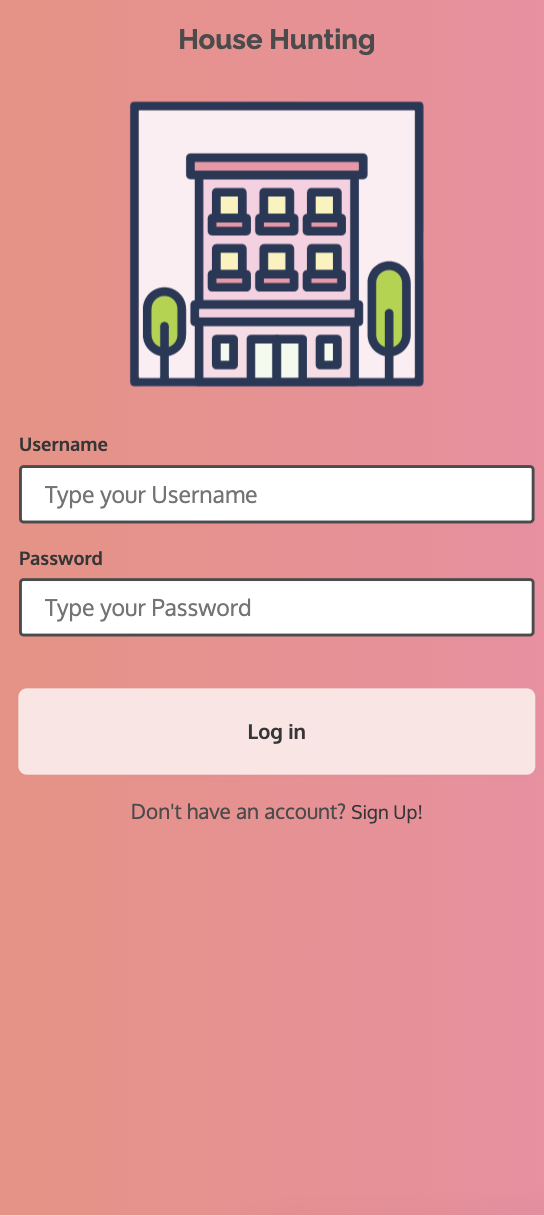 House Hunting
Username
Type your Username
Password
Type your Password
Log in
Don't have an account? Sign Up!